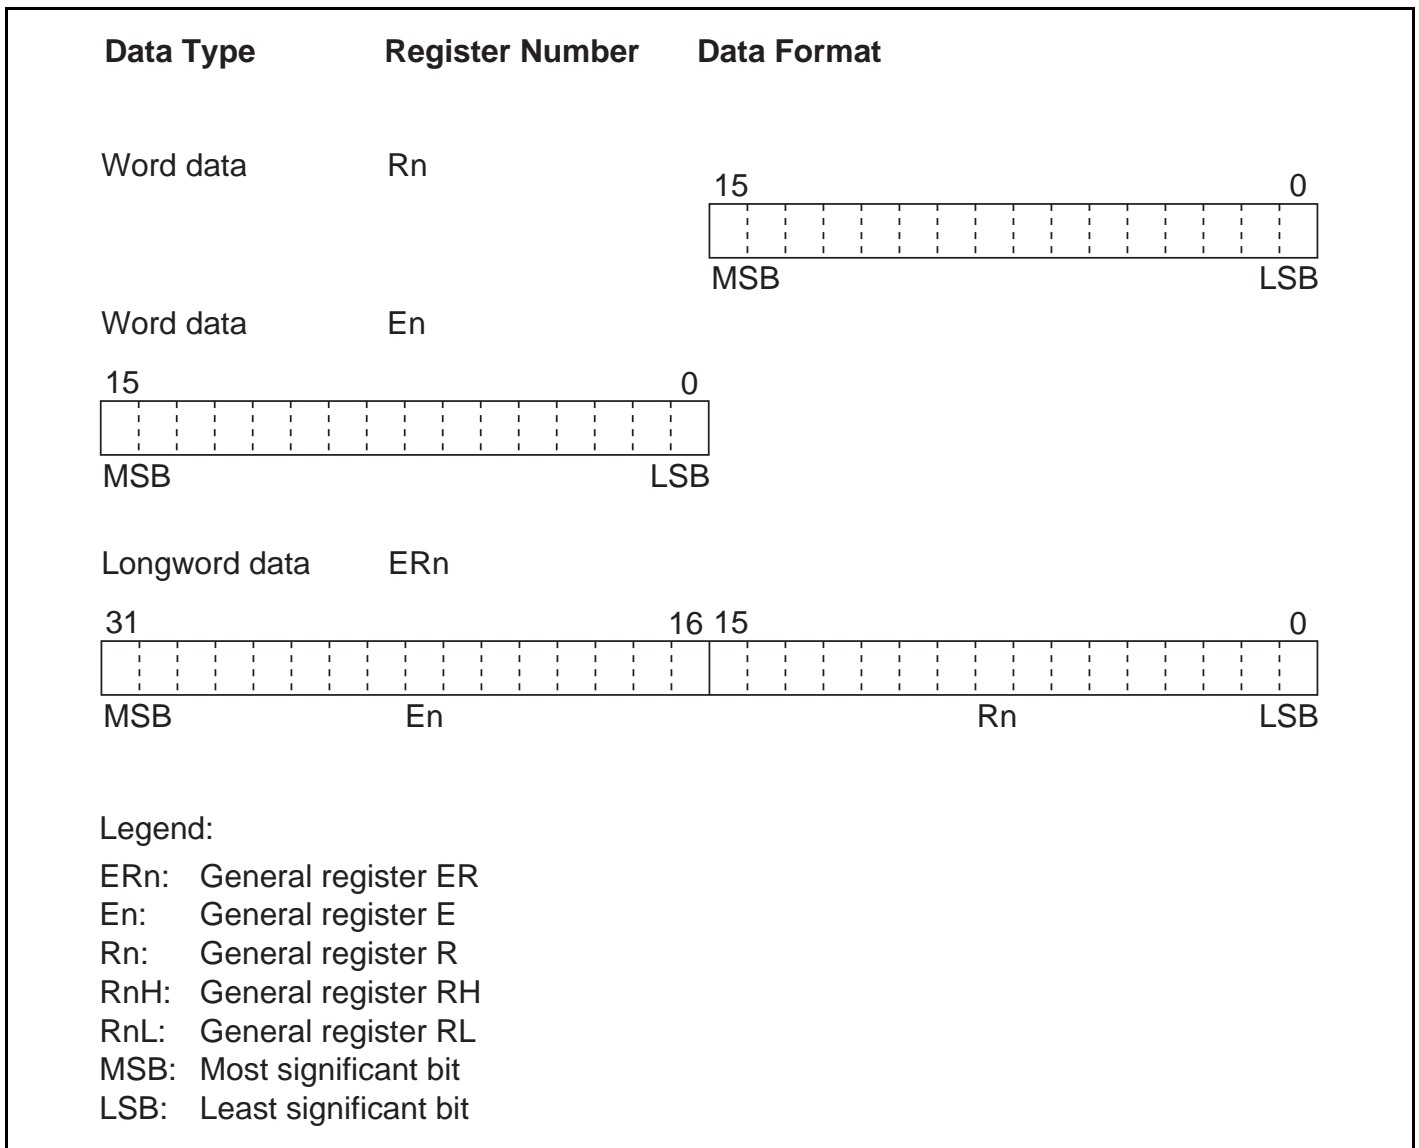 Data Type Register Number Data Format
Word data Rn
15 0
MSB LSB
Word data En
15 0
MSB LSB
Longword data ERn
31 16 15 0
MSB En Rn LSB
Legend:
ERn: General register ER
En: General register E
Rn: General register R
RnH: General register RH
RnL: General register RL
MSB: Most significant bit
LSB: Least significant bit